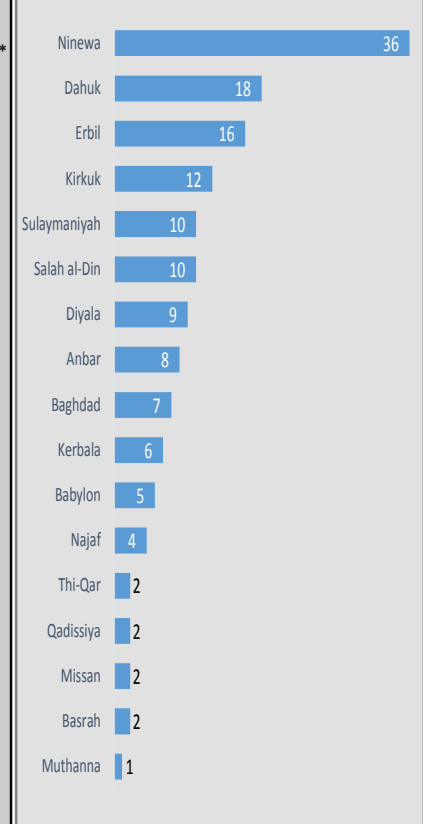 *
Ninewa 36
Dahuk 18
Erbil 16
Kirkuk 12
Sulaymaniyah 10
Salah al-Din 10
Diyala 9
Anbar 8
Baghdad 7
Kerbala 6
Babylon 5
Najaf 4
Thi-Qar 2
Qadissiya 2
Missan 2
Basrah 2
Muthanna 1